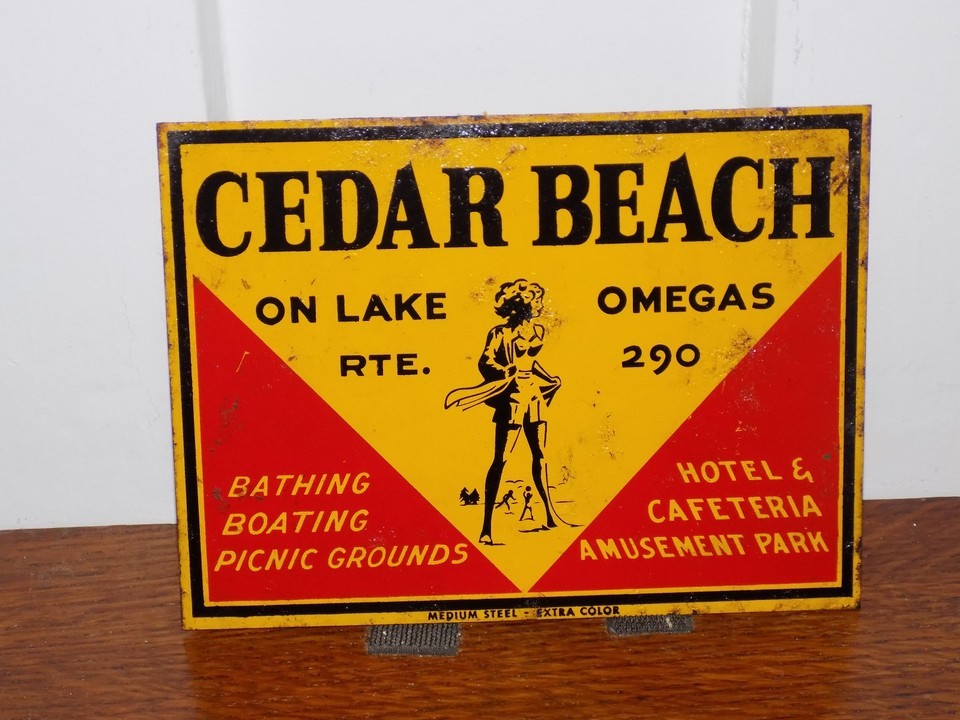 CEDAR BEACH
ON LAKE OMEGAS
RTE. 290
BATHING
BOATING
PICNIC GROUNDS
HOTEL &
CAFETERIA
AMUSEMENT PARK
MEDIUM STEEL - EXTRA COLOR